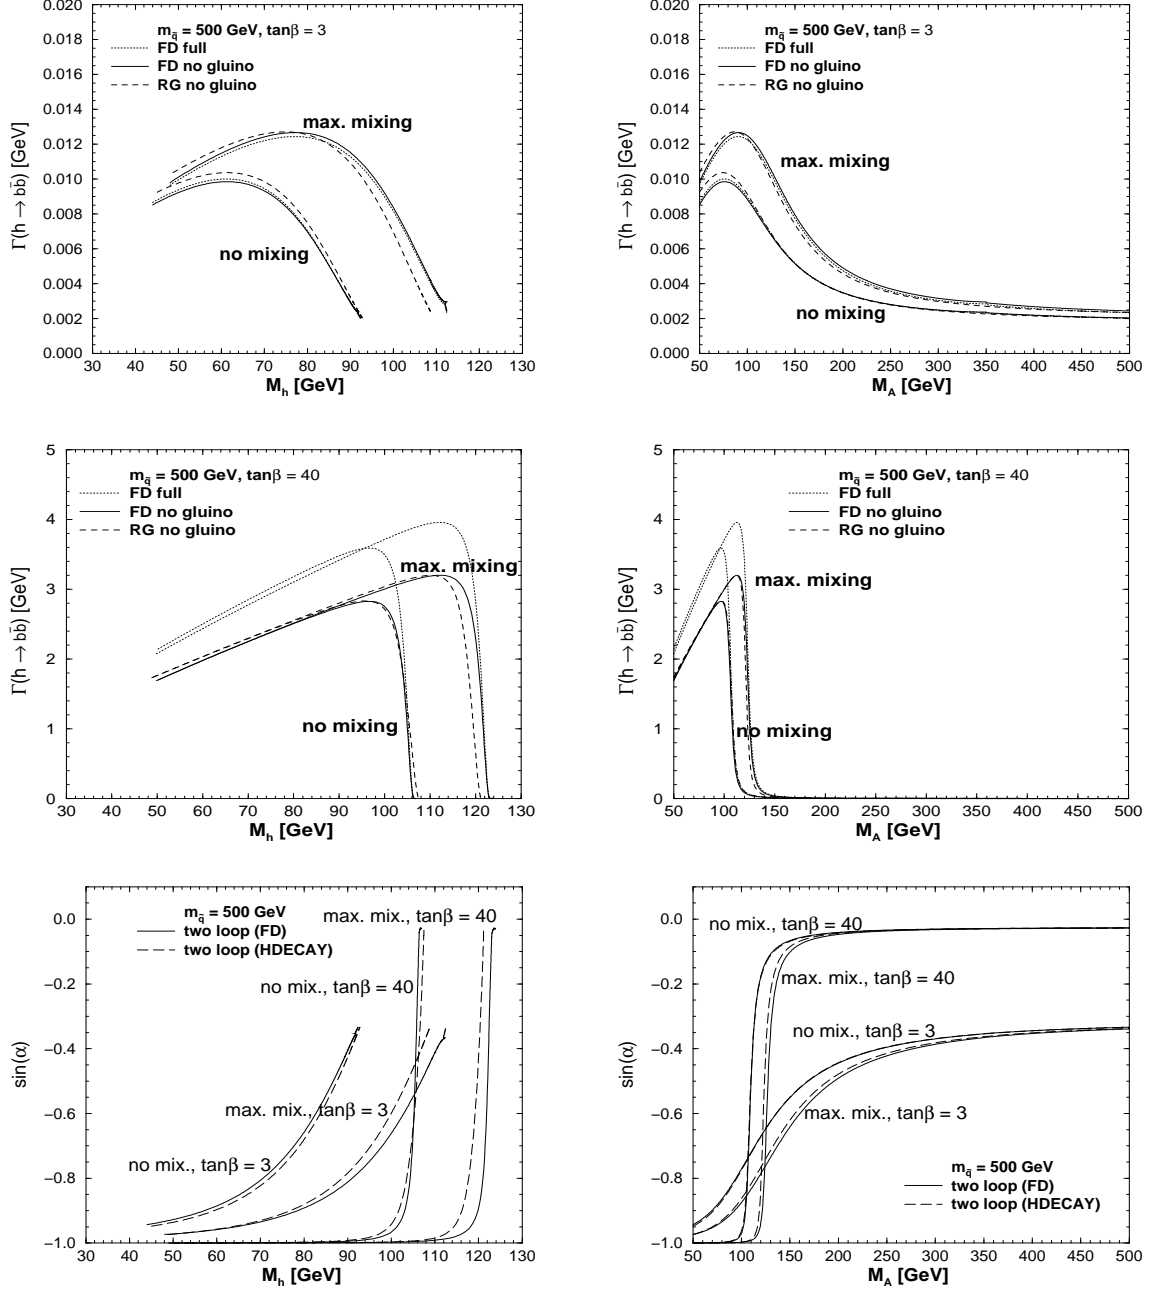 m_q̃ = 500 GeV, tanβ = 3
FD full
FD no gluino
RG no gluino
max. mixing
no mixing
Γ(h → bb̄) [GeV]
0.020
0.018
0.016
0.014
0.012
0.010
0.008
0.006
0.004
0.002
0.000
30 40 50 60 70 80 90 100 110 120 130
M_h [GeV]
m_q̃ = 500 GeV, tanβ = 3
FD full
FD no gluino
RG no gluino
max. mixing
no mixing
Γ(h → bb̄) [GeV]
0.020
0.018
0.016
0.014
0.012
0.010
0.008
0.006
0.004
0.002
0.000
50 100 150 200 250 300 350 400 450 500
M_A [GeV]
m_q̃ = 500 GeV, tanβ = 40
FD full
FD no gluino
RG no gluino
max. mixing
no mixing
Γ(h → bb̄) [GeV]
5
4
3
2
1
0
30 40 50 60 70 80 90 100 110 120 130
M_h [GeV]
m_q̃ = 500 GeV, tanβ = 40
FD full
FD no gluino
RG no gluino
max. mixing
no mixing
Γ(h → bb̄) [GeV]
5
4
3
2
1
0
50 100 150 200 250 300 350 400 450 500
M_A [GeV]
m_q̃ = 500 GeV
two loop (FD)
two loop (HDECAY)
max. mix., tanβ = 40
no mix., tanβ = 40
max. mix., tanβ = 3
no mix., tanβ = 3
sin(α)
0.0
−0.2
−0.4
−0.6
−0.8
−1.0
30 40 50 60 70 80 90 100 110 120 130
M_h [GeV]
no mix., tanβ = 40
max. mix., tanβ = 40
no mix., tanβ = 3
max. mix., tanβ = 3
m_q̃ = 500 GeV
two loop (FD)
two loop (HDECAY)
sin(α)
0.0
−0.2
−0.4
−0.6
−0.8
−1.0
50 100 150 200 250 300 350 400 450 500
M_A [GeV]